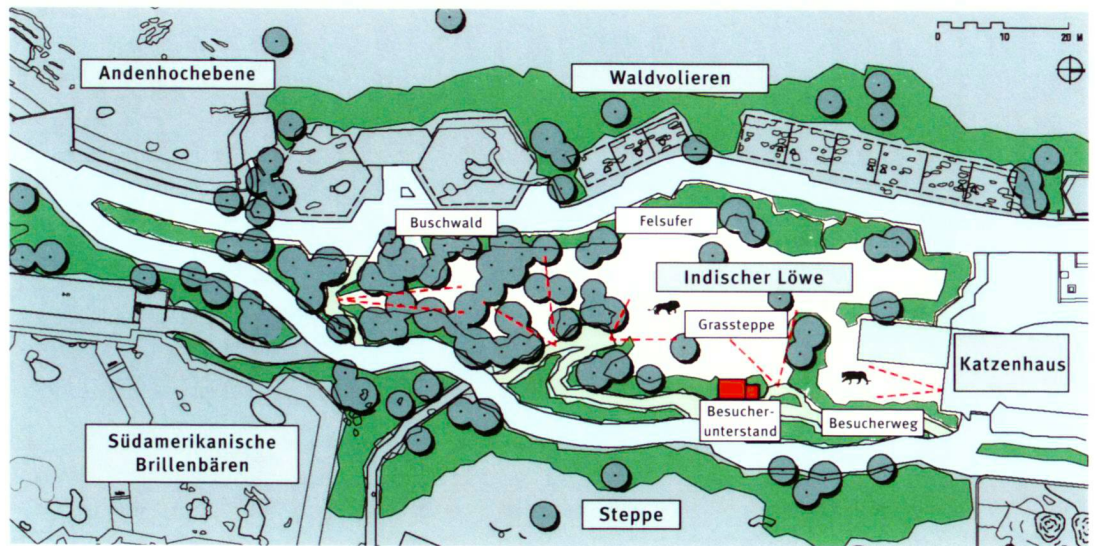 0 10 20 M
Andenhochebene
Waldvolieren
Buschwald
Felsufer
Indischer Löwe
Grassteppe
Katzenhaus
Besucher-
unterstand
Besucherweg
Südamerikanische
Brillenbären
Steppe